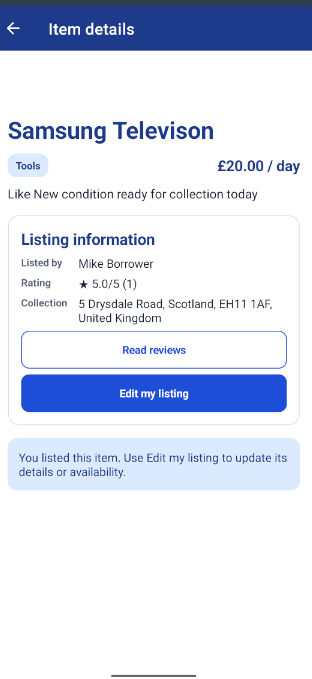 Item details
Samsung Televison
Tools
£20.00 / day
Like New condition ready for collection today
Listing information
Listed by Mike Borrower
Rating ★ 5.0/5 (1)
Collection 5 Drysdale Road, Scotland, EH11 1AF,
United Kingdom
Read reviews
Edit my listing
You listed this item. Use Edit my listing to update its
details or availability.